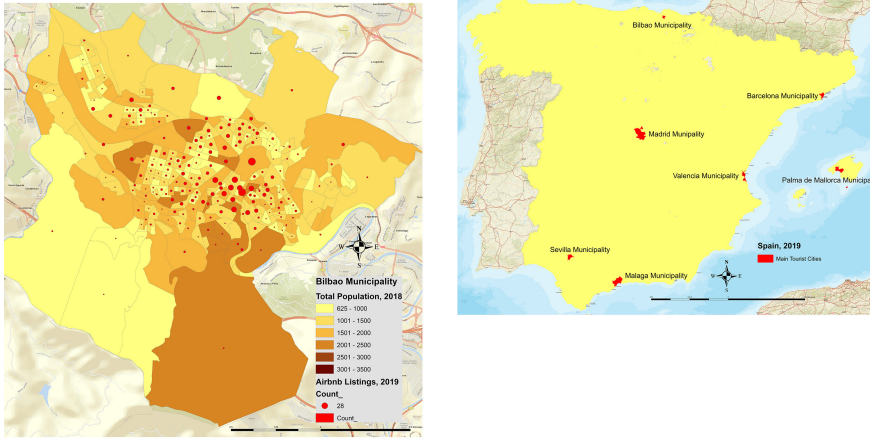 N
W
E
S
Bilbao Municipality
Total Population, 2018
625 - 1000
1001 - 1500
1501 - 2000
2001 - 2500
2501 - 3000
3001 - 3500
Airbnb Listings, 2019
Count_
28
Count_
Bilbao Municipality
Barcelona Municipality
Madrid Munipality
Valencia Municipality
Palma de Mallorca Municipa
Sevilla Municipality
Malaga Municipality
Spain, 2019
Main Tourist Cities
N
W
E
S